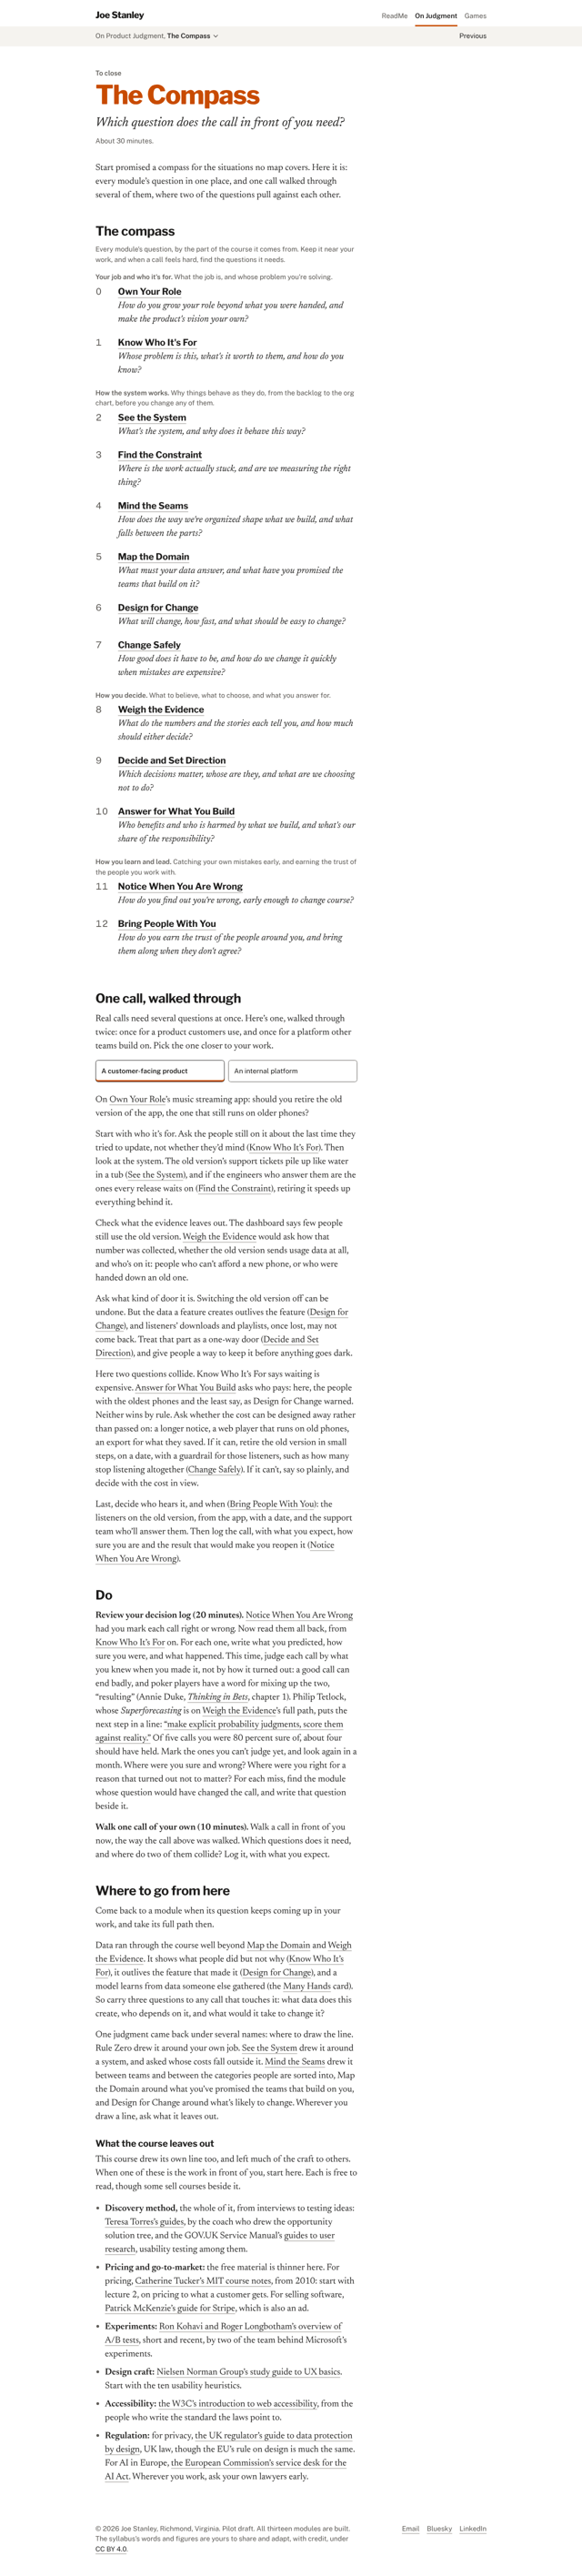 Joe Stanley
ReadMe On Judgment Games
On Product Judgment, The Compass
Previous
To close
The Compass
Which question does the call in front of you need?
About 30 minutes.
Start promised a compass for the situations no map covers. Here it is:
every module's question in one place, and one call walked through
several of them, where two of the questions pull against each other.
The compass
Every module's question, by the part of the course it comes from. Keep it near your
work, and when a call feels hard, find the questions it needs.
Your job and who it's for. What the job is, and whose problem you're solving.
0 Own Your Role
How do you grow your role beyond what you were handed, and
make the product's vision your own?
1 Know Who It's For
Whose problem is this, what's it worth to them, and how do you
know?
How the system works. Why things behave as they do, from the backlog to the org
chart, before you change any of them.
2 See the System
What's the system, and why does it behave this way?
3 Find the Constraint
Where is the work actually stuck, and are we measuring the right
thing?
4 Mind the Seams
How does the way we're organized shape what we build, and what
falls between the parts?
5 Map the Domain
What must your data answer, and what have you promised the
teams that build on it?
6 Design for Change
What will change, how fast, and what should be easy to change?
7 Change Safely
How good does it have to be, and how do we change it quickly
when mistakes are expensive?
How you decide. What to believe, what to choose, and what you answer for.
8 Weigh the Evidence
What do the numbers and the stories each tell you, and how much
should either decide?
9 Decide and Set Direction
Which decisions matter, whose are they, and what are we choosing
not to do?
10 Answer for What You Build
Who benefits and who is harmed by what we build, and what's our
share of the responsibility?
How you learn and lead. Catching your own mistakes early, and earning the trust of
the people you work with.
11 Notice When You Are Wrong
How do you find out you're wrong, early enough to change course?
12 Bring People With You
How do you earn the trust of the people around you, and bring
them along when they don't agree?
One call, walked through
Real calls need several questions at once. Here's one, walked through
twice: once for a product customers use, and once for a platform other
teams build on. Pick the one closer to your work.
A customer-facing product
An internal platform
On Own Your Role's music streaming app: should you retire the old
version of the app, the one that still runs on older phones?
Start with who it's for. Ask the people still on it about the last time they
tried to update, not whether they'd mind (Know Who It's For). Then
look at the system. The old version's support tickets pile up like water
in a tub (See the System), and if the engineers who answer them are the
ones every release waits on (Find the Constraint), retiring it speeds up
everything behind it.
Check what the evidence leaves out. The dashboard says few people
still use the old version. Weigh the Evidence would ask how that
number was collected, whether the old version sends usage data at all,
and who's on it: people who can't afford a new phone, or who were
handed down an old one.
Ask what kind of door it is. Switching the old version off can be
undone. But the data a feature creates outlives the feature (Design for
Change), and listeners' downloads and playlists, once lost, may not
come back. Treat that part as a one-way door (Decide and Set
Direction), and give people a way to keep it before anything goes dark.
Here two questions collide. Know Who It's For says waiting is
expensive. Answer for What You Build asks who pays: here, the people
with the oldest phones and the least say, as Design for Change warned.
Neither wins by rule. Ask whether the cost can be designed away rather
than passed on: a longer notice, a web player that runs on old phones,
an export for what they saved. If it can, retire the old version in small
steps, on a date, with a guardrail for those listeners, such as how many
stop listening altogether (Change Safely). If it can't, say so plainly, and
decide with the cost in view.
Last, decide who hears it, and when (Bring People With You): the
listeners on the old version, from the app, with a date, and the support
team who'll answer them. Then log the call, with what you expect, how
sure you are and the result that would make you reopen it (Notice
When You Are Wrong).
Do
Review your decision log (20 minutes). Notice When You Are Wrong
had you mark each call right or wrong. Now read them all back, from
Know Who It's For on. For each one, write what you predicted, how
sure you were, and what happened. This time, judge each call by what
you knew when you made it, not by how it turned out: a good call can
end badly, and poker players have a word for mixing up the two,
"resulting" (Annie Duke, Thinking in Bets, chapter 1). Philip Tetlock,
whose Superforecasting is on Weigh the Evidence's full path, puts the
next step in a line: "make explicit probability judgments, score them
against reality." Of five calls you were 80 percent sure of, about four
should have held. Mark the ones you can't judge yet, and look again in a
month. Where were you sure and wrong? Where were you right for a
reason that turned out not to matter? For each miss, find the module
whose question would have changed the call, and write that question
beside it.
Walk one call of your own (10 minutes). Walk a call in front of you
now, the way the call above was walked. Which questions does it need,
and where do two of them collide? Log it, with what you expect.
Where to go from here
Come back to a module when its question keeps coming up in your
work, and take its full path then.
Data ran through the course well beyond Map the Domain and Weigh
the Evidence. It shows what people did but not why (Know Who It's
For), it outlives the feature that made it (Design for Change), and a
model learns from data someone else gathered (the Many Hands card).
So carry three questions to any call that touches it: what data does this
create, who depends on it, and what would it take to change it?
One judgment came back under several names: where to draw the line.
Rule Zero drew it around your own job. See the System drew it around
a system, and asked whose costs fall outside it. Mind the Seams drew it
between teams and between the categories people are sorted into, Map
the Domain around what you've promised the teams that build on you,
and Design for Change around what's likely to change. Wherever you
draw a line, ask what it leaves out.
What the course leaves out
This course drew its own line too, and left much of the craft to others.
When one of these is the work in front of you, start here. Each is free to
read, though some sell courses beside it.
• Discovery method, the whole of it, from interviews to testing ideas:
Teresa Torres's guides, by the coach who drew the opportunity
solution tree, and the GOV.UK Service Manual's guides to user
research, usability testing among them.
• Pricing and go-to-market: the free material is thinner here. For
pricing, Catherine Tucker's MIT course notes, from 2010: start with
lecture 2, on pricing to what a customer gets. For selling software,
Patrick McKenzie's guide for Stripe, which is also an ad.
• Experiments: Ron Kohavi and Roger Longbotham's overview of
A/B tests, short and recent, by two of the team behind Microsoft's
experiments.
• Design craft: Nielsen Norman Group's study guide to UX basics.
Start with the ten usability heuristics.
• Accessibility: the W3C's introduction to web accessibility, from the
people who write the standard the laws point to.
• Regulation: for privacy, the UK regulator's guide to data protection
by design, UK law, though the EU's rule on design is much the same.
For AI in Europe, the European Commission's service desk for the
AI Act. Wherever you work, ask your own lawyers early.
© 2026 Joe Stanley, Richmond, Virginia. Pilot draft. All thirteen modules are built.
The syllabus's words and figures are yours to share and adapt, with credit, under
CC BY 4.0.
Email Bluesky LinkedIn